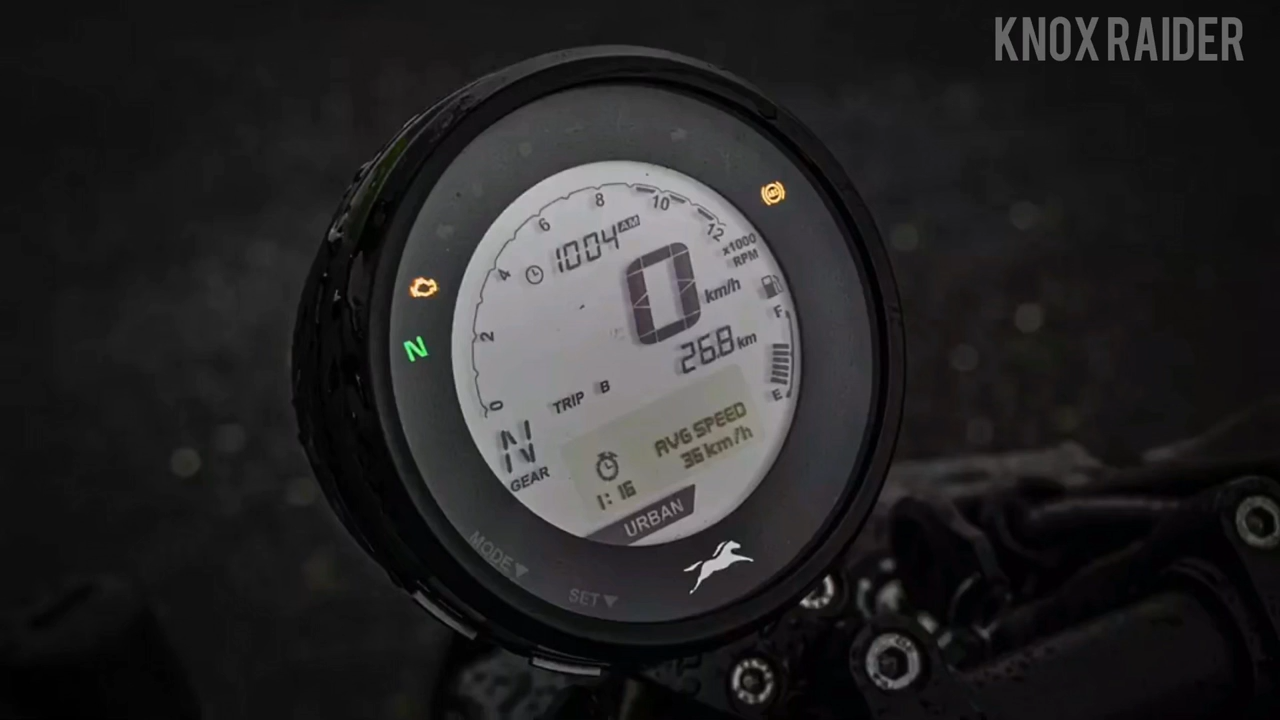 KNOX RAIDER
8
10
6
12
1004 AM
ABS
x1000
RPM
4
0 km/h
F
2
N
26.8 km
TRIP B
E
0
N
GEAR
AVG SPEED
36 km/h
1:16
URBAN
MODE
SET